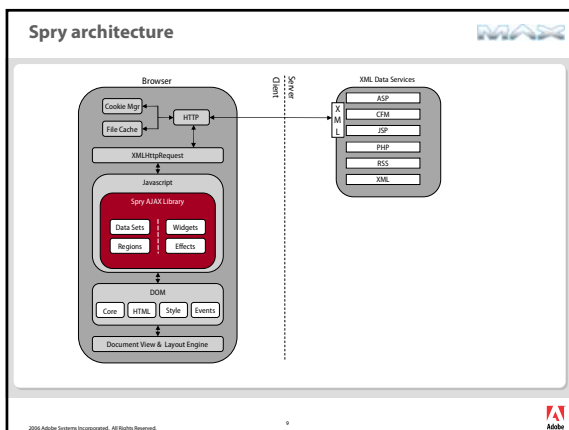 Spry architecture
MAX
Browser
Client
Server
XML Data Services
Cookie Mgr
File Cache
HTTP
XML
ASP
CFM
JSP
PHP
RSS
XML
XMLHttpRequest
Javascript
Spry AJAX Library
Data Sets
Widgets
Regions
Effects
DOM
Core
HTML
Style
Events
Document View & Layout Engine
2006 Adobe Systems Incorporated. All Rights Reserved.
9
Adobe